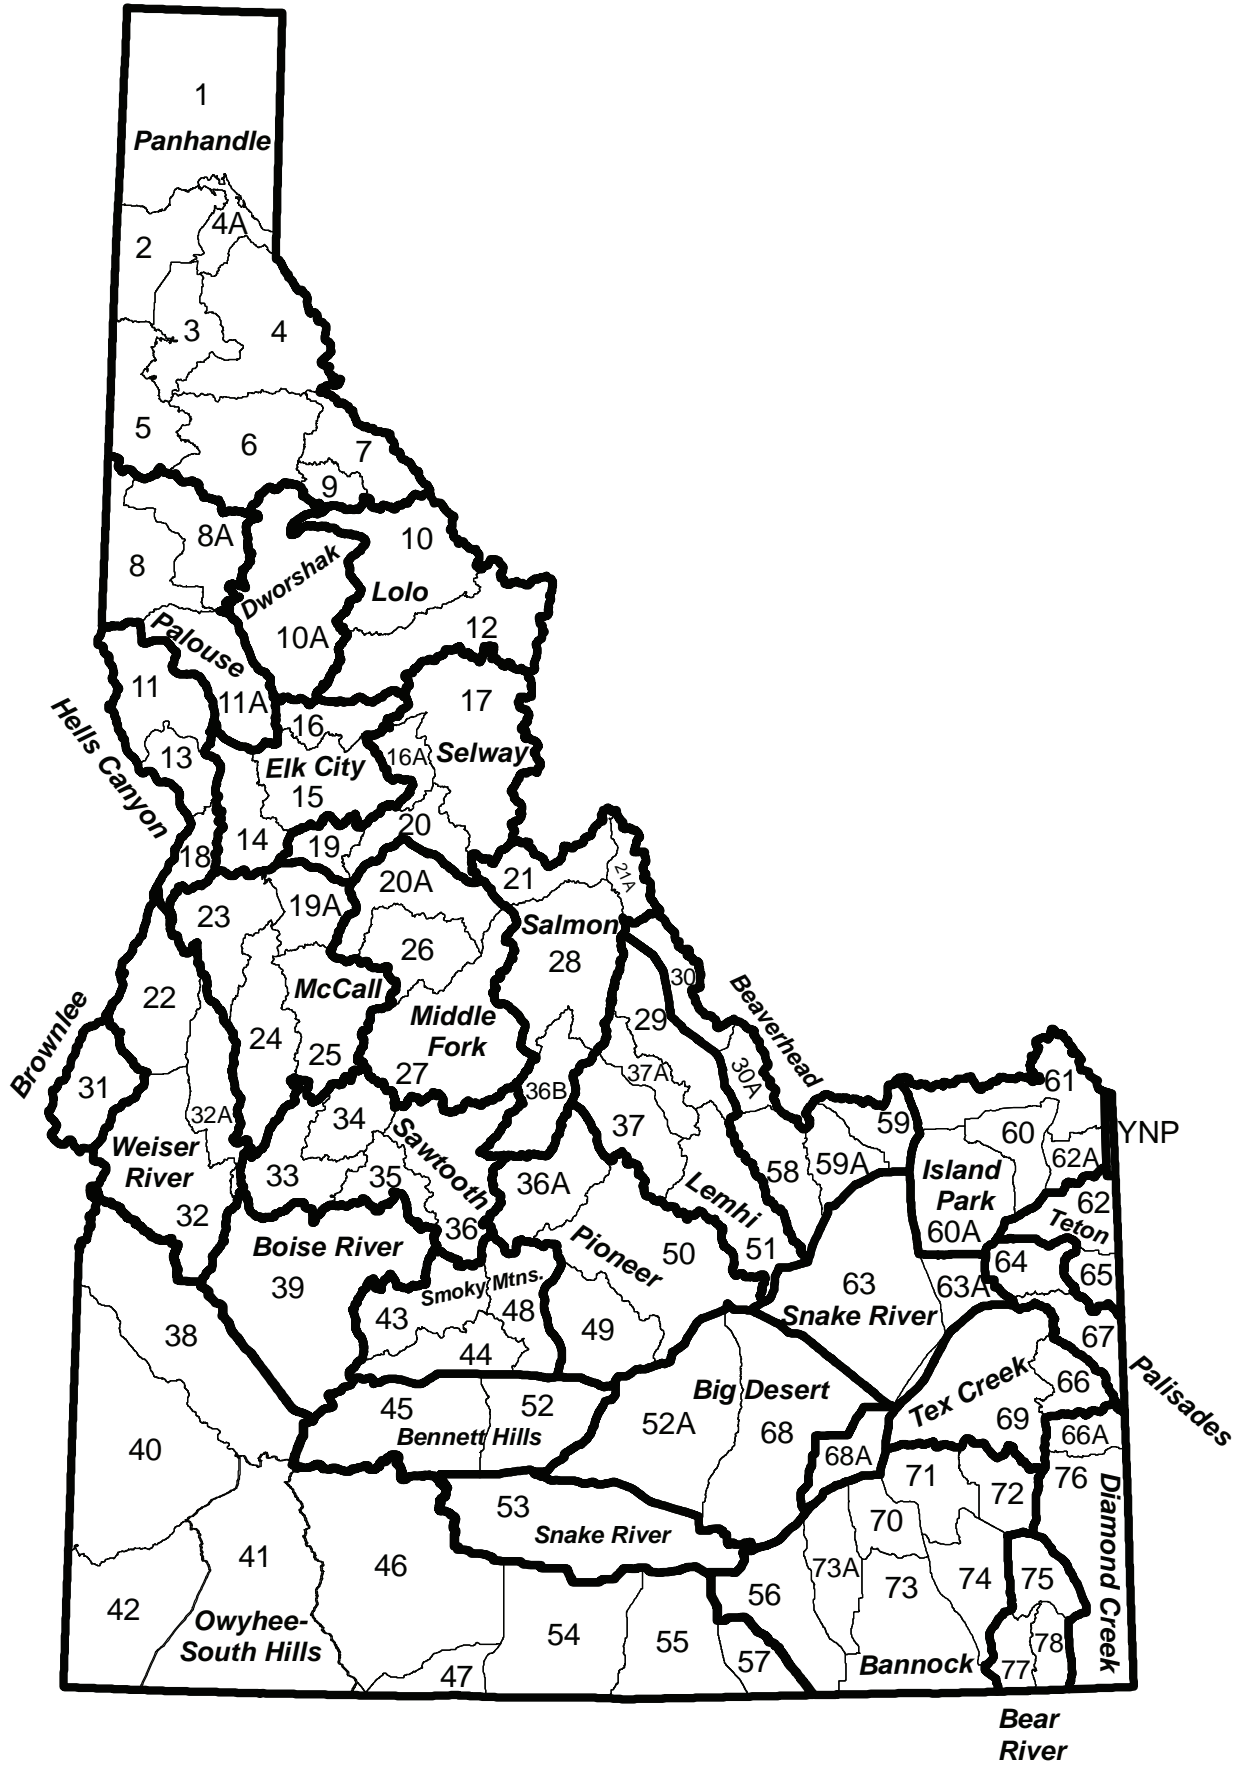 1
Panhandle
4A
2
3
4
5
6
7
9
8A
10
8
Dworshak
Lolo
10A
12
Palouse
11
11A
17
16
13
Hells Canyon
16A
Selway
Elk City
15
14
20
19
18
21
21A
20A
19A
23
Salmon
26
28
30
McCall
22
Middle
Fork
29
Beaverhead
24
25
27
37A
30A
36B
Brownlee
31
61
32A
34
37
59
60
YNP
Weiser
River
Sawtooth
33
35
36A
58
59A
62A
Island
Park
Lemhi
32
36
62
60A
Teton
Boise River
Pioneer
50
51
64
39
Smoky Mtns.
63
63A
65
43
48
49
Snake River
38
67
44
Palisades
66
Big Desert
Tex Creek
45
52
52A
68
69
66A
Bennett Hills
40
68A
71
76
72
53
Snake River
70
Diamond Creek
41
46
73A
73
74
75
56
42
Owyhee-
South Hills
54
55
78
57
47
Bannock
77
Bear
River